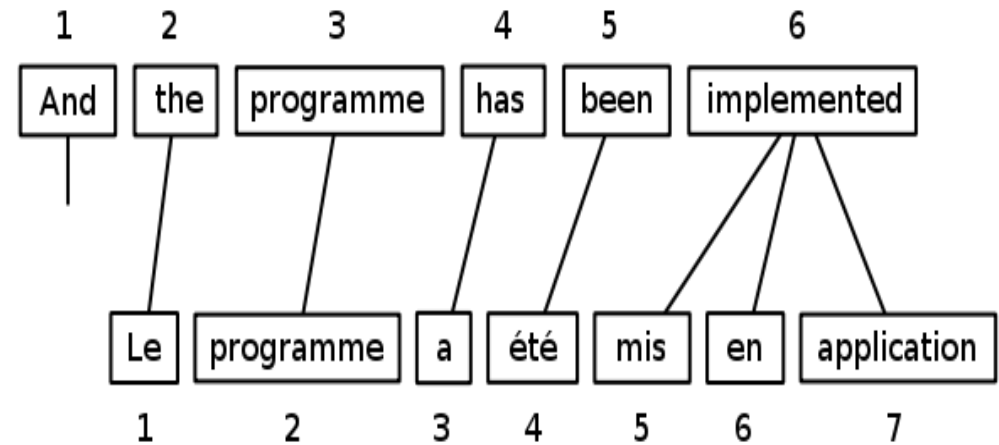 1 2 3 4 5 6
And the programme has been implemented
Le programme a été mis en application
1 2 3 4 5 6 7